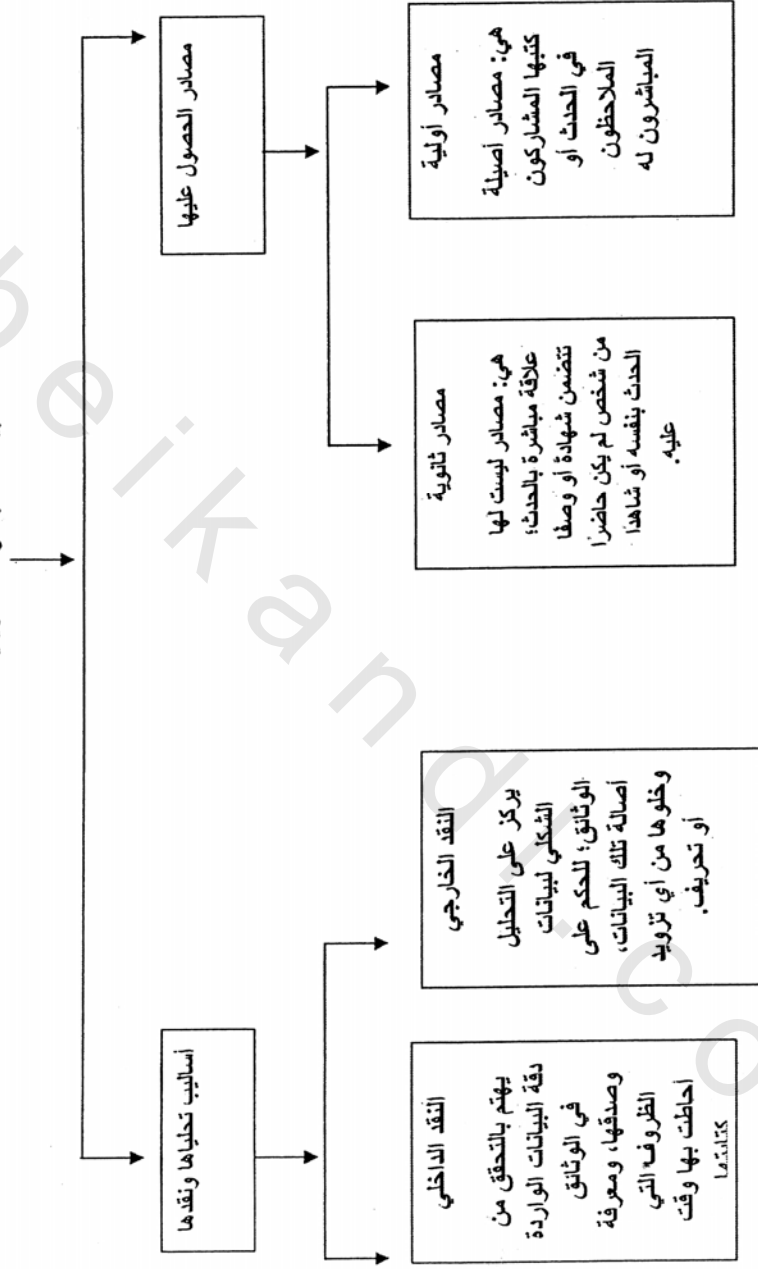 مصادر الحصول عليها
مصادر أولية
هي: مصادر أصيلة
كتبها المشاركون
في الحدث أو
الملاحظون
المباشرون له
مصادر ثانوية
هي: مصادر ليست لها
علاقة مباشرة بالحدث؛
تتضمن شهادة أو وصفا
من شخص لم يكن حاضرا
الحدث بنفسه أو شاهدا
عليه.
أساليب تحليلها ونقدها
النقد الخارجي
يركز على التحليل
الشكلي لبيانات
الوثائق؛ للحكم على
أصالة تلك البيانات،
وخلوها من أي تزويد
أو تحريف.
النقد الداخلي
يهتم بالتحقق من
دقة البيانات الواردة
في الوثائق
وصدقها، ومعرفة
الظروف التي
أحاطت بها وقت
كتابتها
beikandl.co